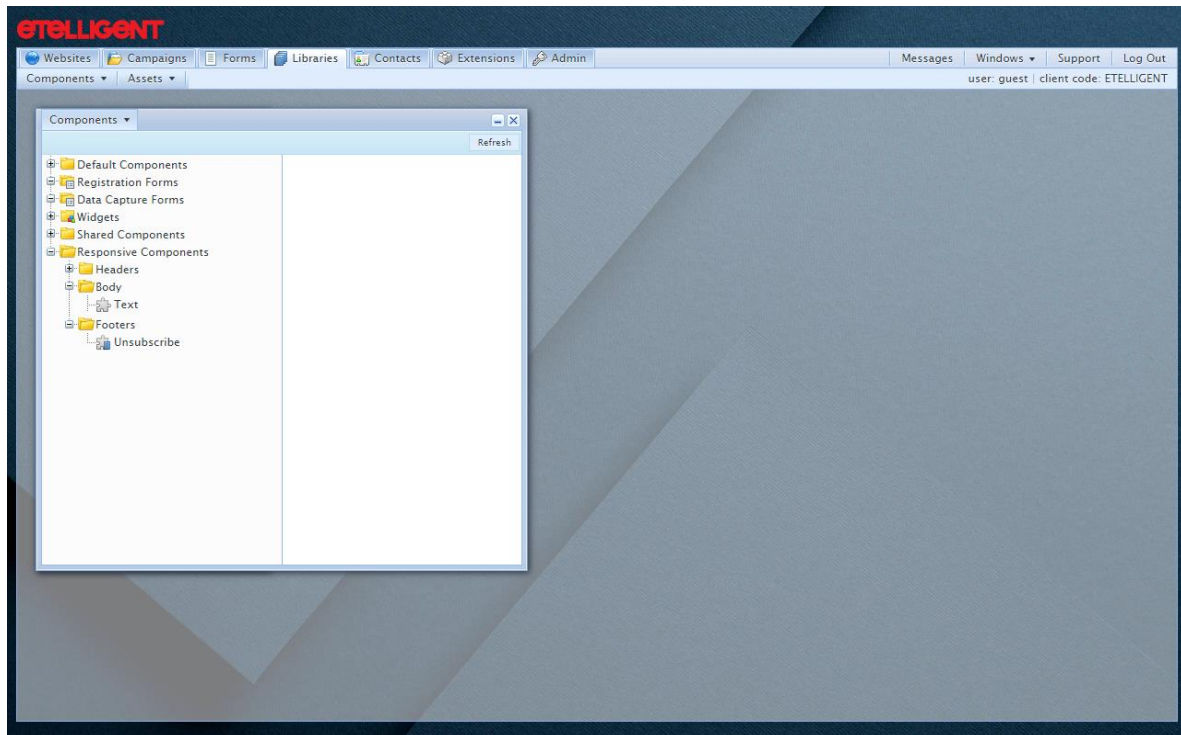 etelligent
Websites Campaigns Forms Libraries Contacts Extensions Admin Messages Windows Support Log Out
Components Assets user: guest | client code: ETELLIGENT
Components
Refresh
Default Components
Registration Forms
Data Capture Forms
Widgets
Shared Components
Responsive Components
Headers
Body
Text
Footers
Unsubscribe